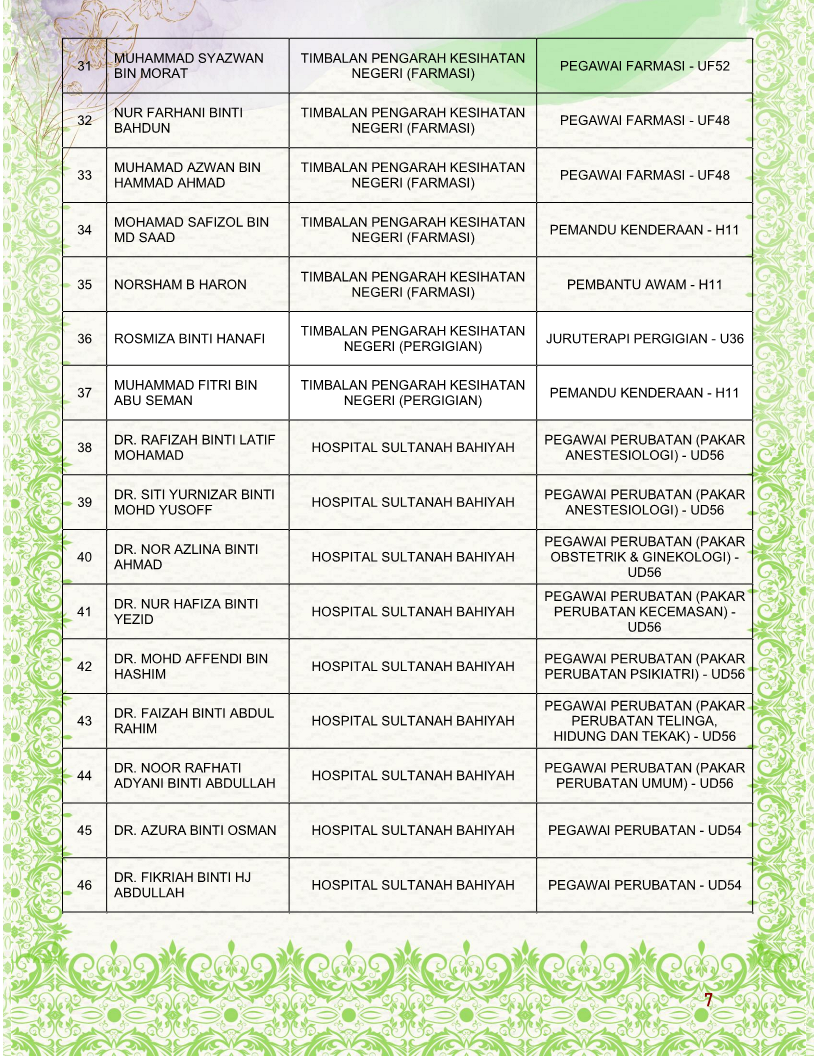 31
MUHAMMAD SYAZWAN
BIN MORAT
TIMBALAN PENGARAH KESIHATAN
NEGERI (FARMASI)
PEGAWAI FARMASI - UF52
32
NUR FARHANI BINTI
BAHDUN
TIMBALAN PENGARAH KESIHATAN
NEGERI (FARMASI)
PEGAWAI FARMASI - UF48
33
MUHAMAD AZWAN BIN
HAMMAD AHMAD
TIMBALAN PENGARAH KESIHATAN
NEGERI (FARMASI)
PEGAWAI FARMASI - UF48
34
MOHAMAD SAFIZOL BIN
MD SAAD
TIMBALAN PENGARAH KESIHATAN
NEGERI (FARMASI)
PEMANDU KENDERAAN - H11
35
NORSHAM B HARON
TIMBALAN PENGARAH KESIHATAN
NEGERI (FARMASI)
PEMBANTU AWAM - H11
36
ROSMIZA BINTI HANAFI
TIMBALAN PENGARAH KESIHATAN
NEGERI (PERGIGIAN)
JURUTERAPI PERGIGIAN - U36
37
MUHAMMAD FITRI BIN
ABU SEMAN
TIMBALAN PENGARAH KESIHATAN
NEGERI (PERGIGIAN)
PEMANDU KENDERAAN - H11
38
DR. RAFIZAH BINTI LATIF
MOHAMAD
HOSPITAL SULTANAH BAHIYAH
PEGAWAI PERUBATAN (PAKAR
ANESTESIOLOGI) - UD56
39
DR. SITI YURNIZAR BINTI
MOHD YUSOFF
HOSPITAL SULTANAH BAHIYAH
PEGAWAI PERUBATAN (PAKAR
ANESTESIOLOGI) - UD56
40
DR. NOR AZLINA BINTI
AHMAD
HOSPITAL SULTANAH BAHIYAH
PEGAWAI PERUBATAN (PAKAR
OBSTETRIK & GINEKOLOGI) -
UD56
41
DR. NUR HAFIZA BINTI
YEZID
HOSPITAL SULTANAH BAHIYAH
PEGAWAI PERUBATAN (PAKAR
PERUBATAN KECEMASAN) -
UD56
42
DR. MOHD AFFENDI BIN
HASHIM
HOSPITAL SULTANAH BAHIYAH
PEGAWAI PERUBATAN (PAKAR
PERUBATAN PSIKIATRI) - UD56
43
DR. FAIZAH BINTI ABDUL
RAHIM
HOSPITAL SULTANAH BAHIYAH
PEGAWAI PERUBATAN (PAKAR
PERUBATAN TELINGA,
HIDUNG DAN TEKAK) - UD56
44
DR. NOOR RAFHATI
ADYANI BINTI ABDULLAH
HOSPITAL SULTANAH BAHIYAH
PEGAWAI PERUBATAN (PAKAR
PERUBATAN UMUM) - UD56
45
DR. AZURA BINTI OSMAN
HOSPITAL SULTANAH BAHIYAH
PEGAWAI PERUBATAN - UD54
46
DR. FIKRIAH BINTI HJ
ABDULLAH
HOSPITAL SULTANAH BAHIYAH
PEGAWAI PERUBATAN - UD54
7